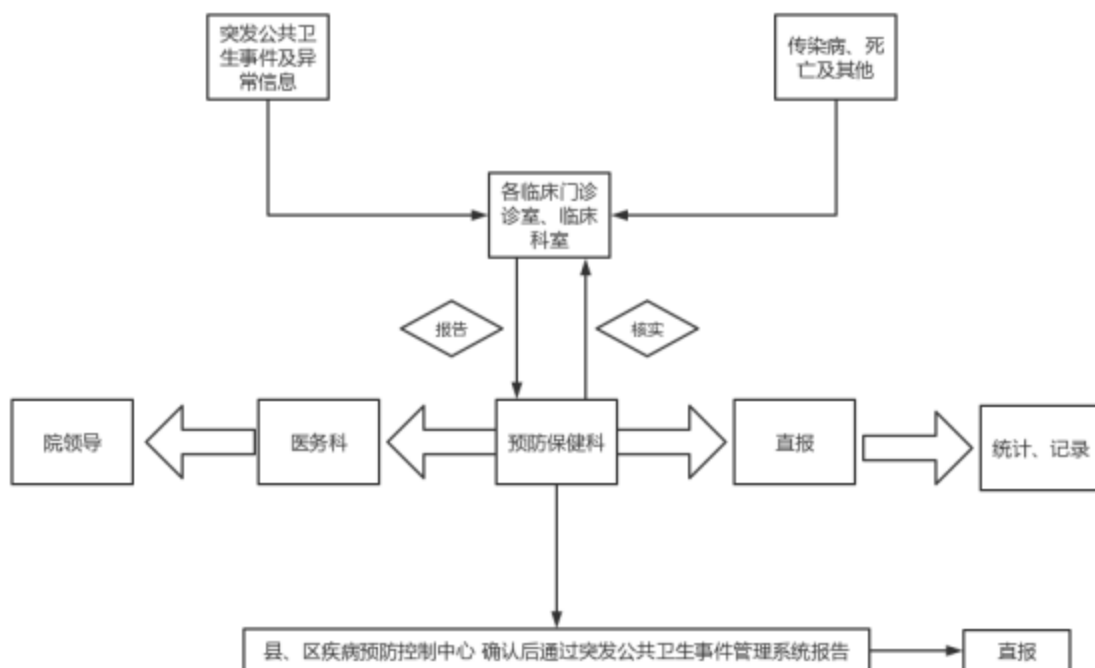 突发公共卫
生事件及异
常信息
传染病、死
亡及其他
各临床门诊
诊室、临床
科室
报告
核实
院领导
医务科
预防保健科
直报
统计、记录
县、区疾病预防控制中心 确认后通过突发公共卫生事件管理系统报告
直报